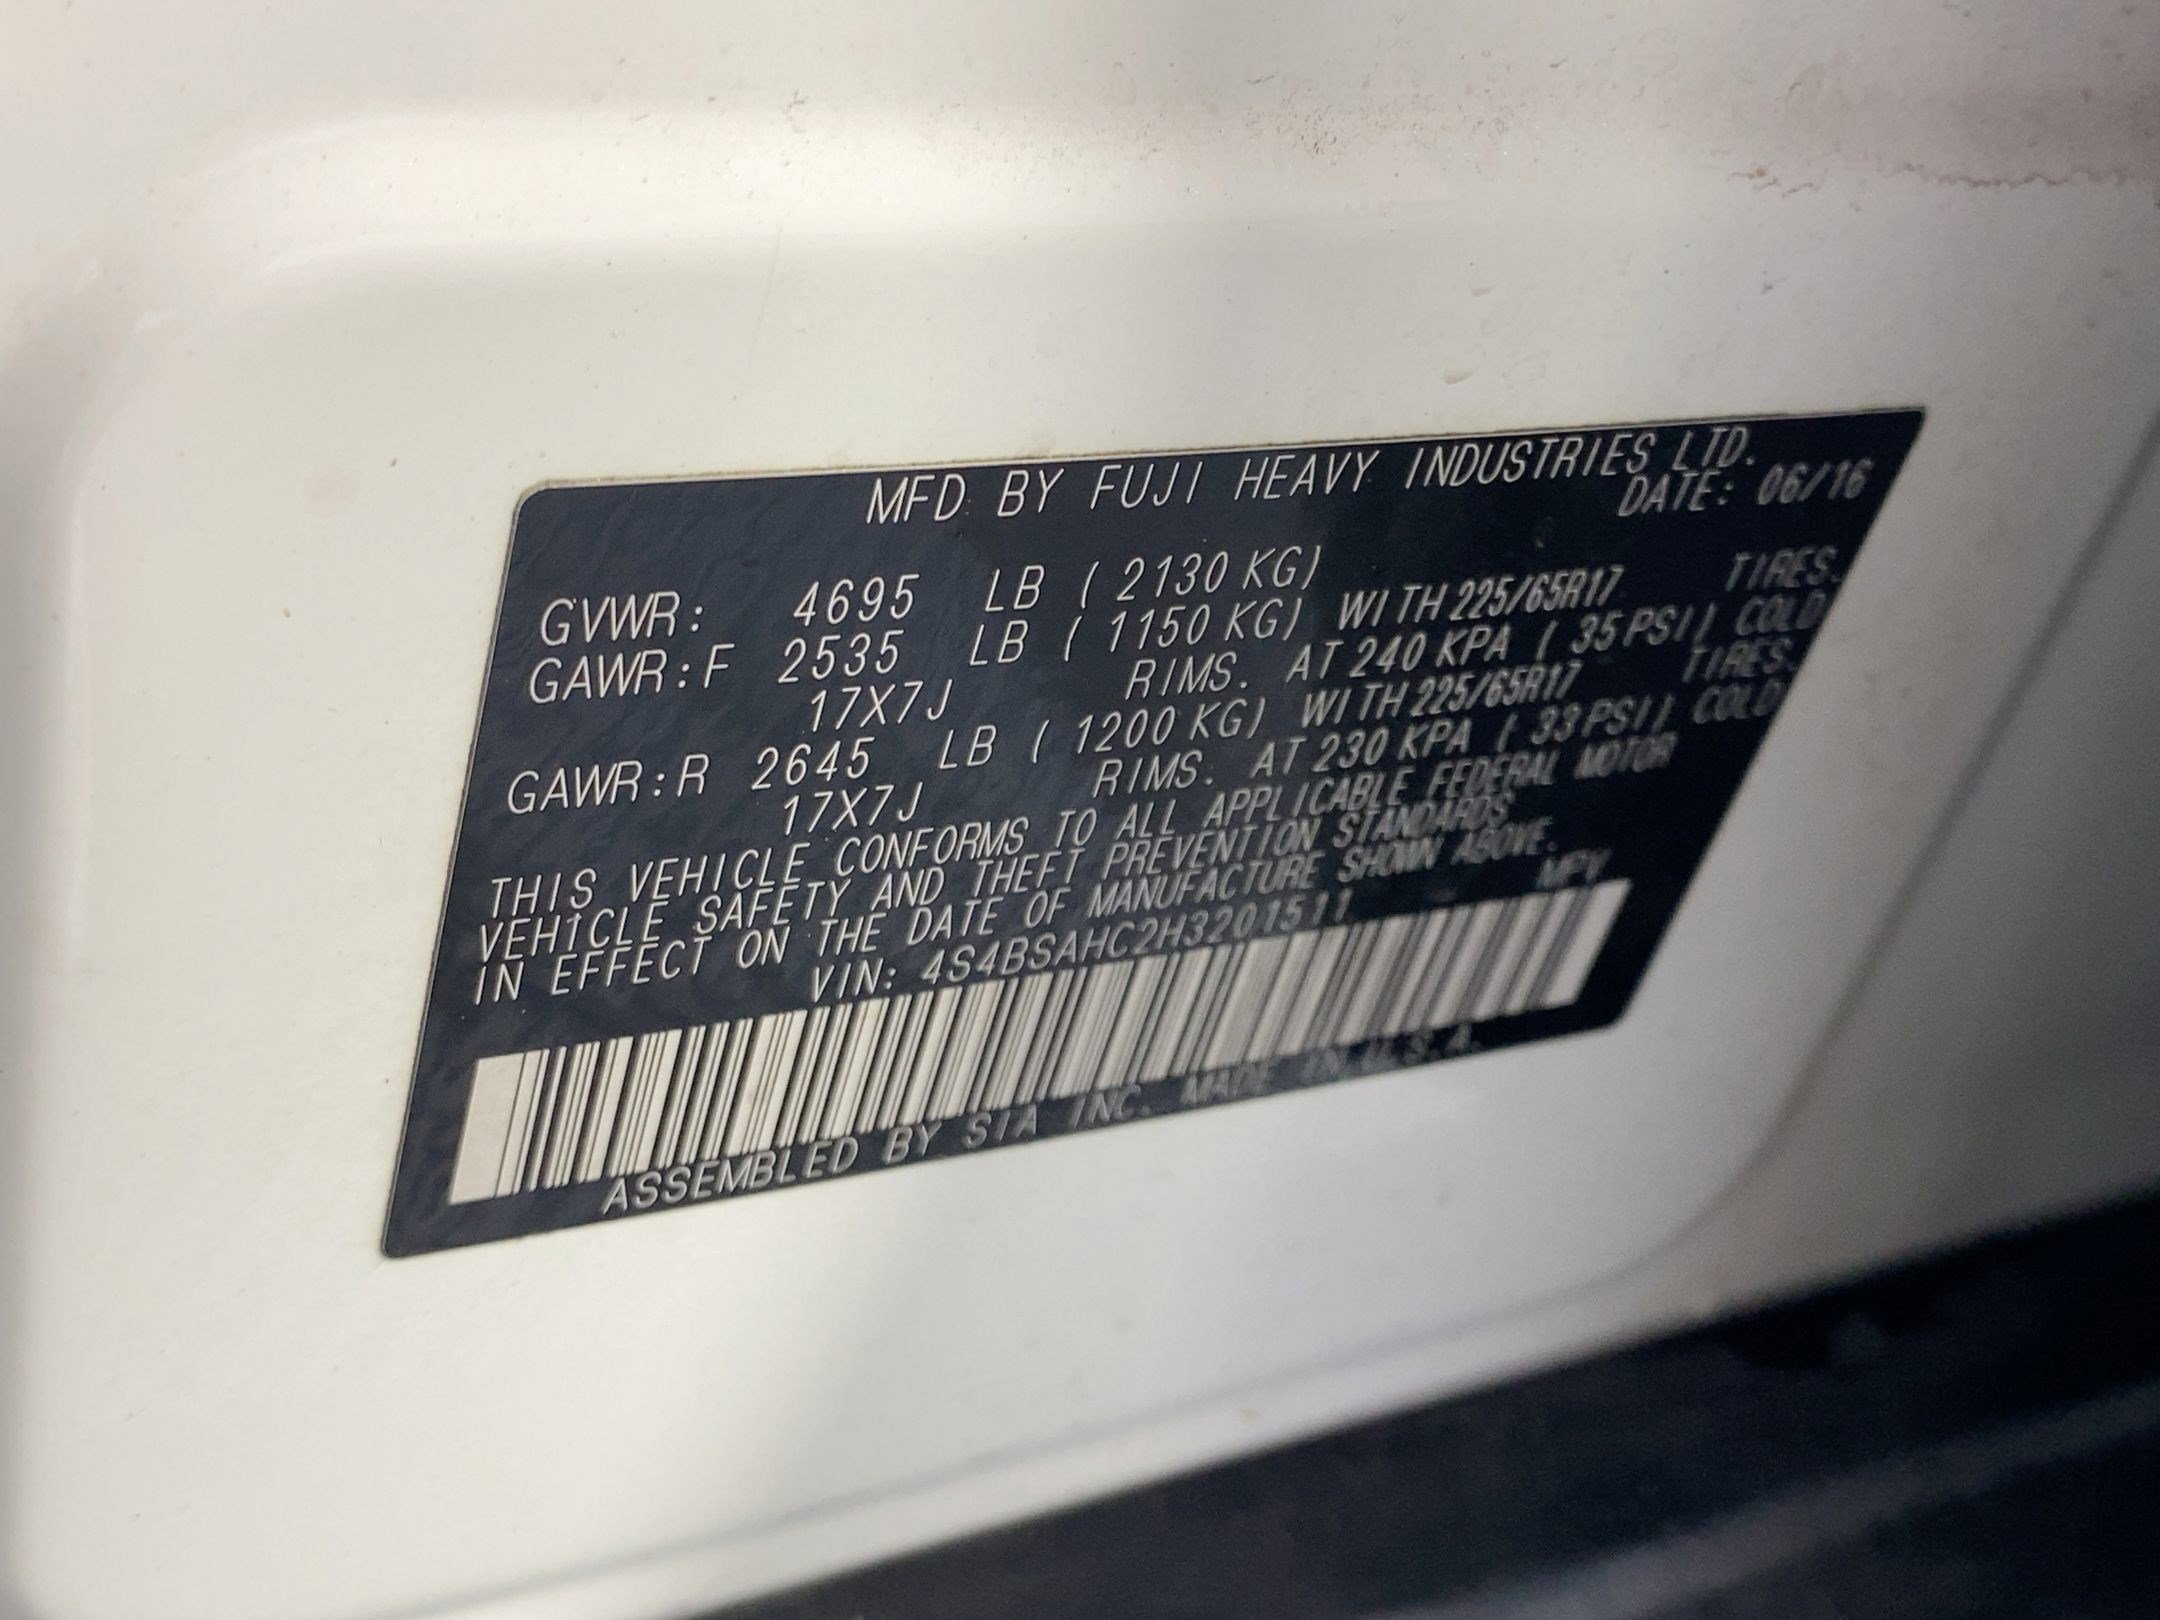 MFD BY FUJI HEAVY INDUSTRIES LTD.
DATE: 06/16
GVWR: 4695 LB ( 2130 KG)
GAWR:F 2535 LB ( 1150 KG) WITH 225/65R17 TIRES.
17X7J RIMS. AT 240 KPA ( 35 PSI) COLD
GAWR:R 2645 LB ( 1200 KG) WITH 225/65R17 TIRES.
17X7J RIMS. AT 230 KPA ( 33 PSI) COLD
THIS VEHICLE CONFORMS TO ALL APPLICABLE FEDERAL MOTOR
VEHICLE SAFETY AND THEFT PREVENTION STANDARDS
IN EFFECT ON THE DATE OF MANUFACTURE SHOWN ABOVE.
VIN: 4S4BSAHC2H3201511 MPV
ASSEMBLED BY SIA INC. MADE IN U.S.A.